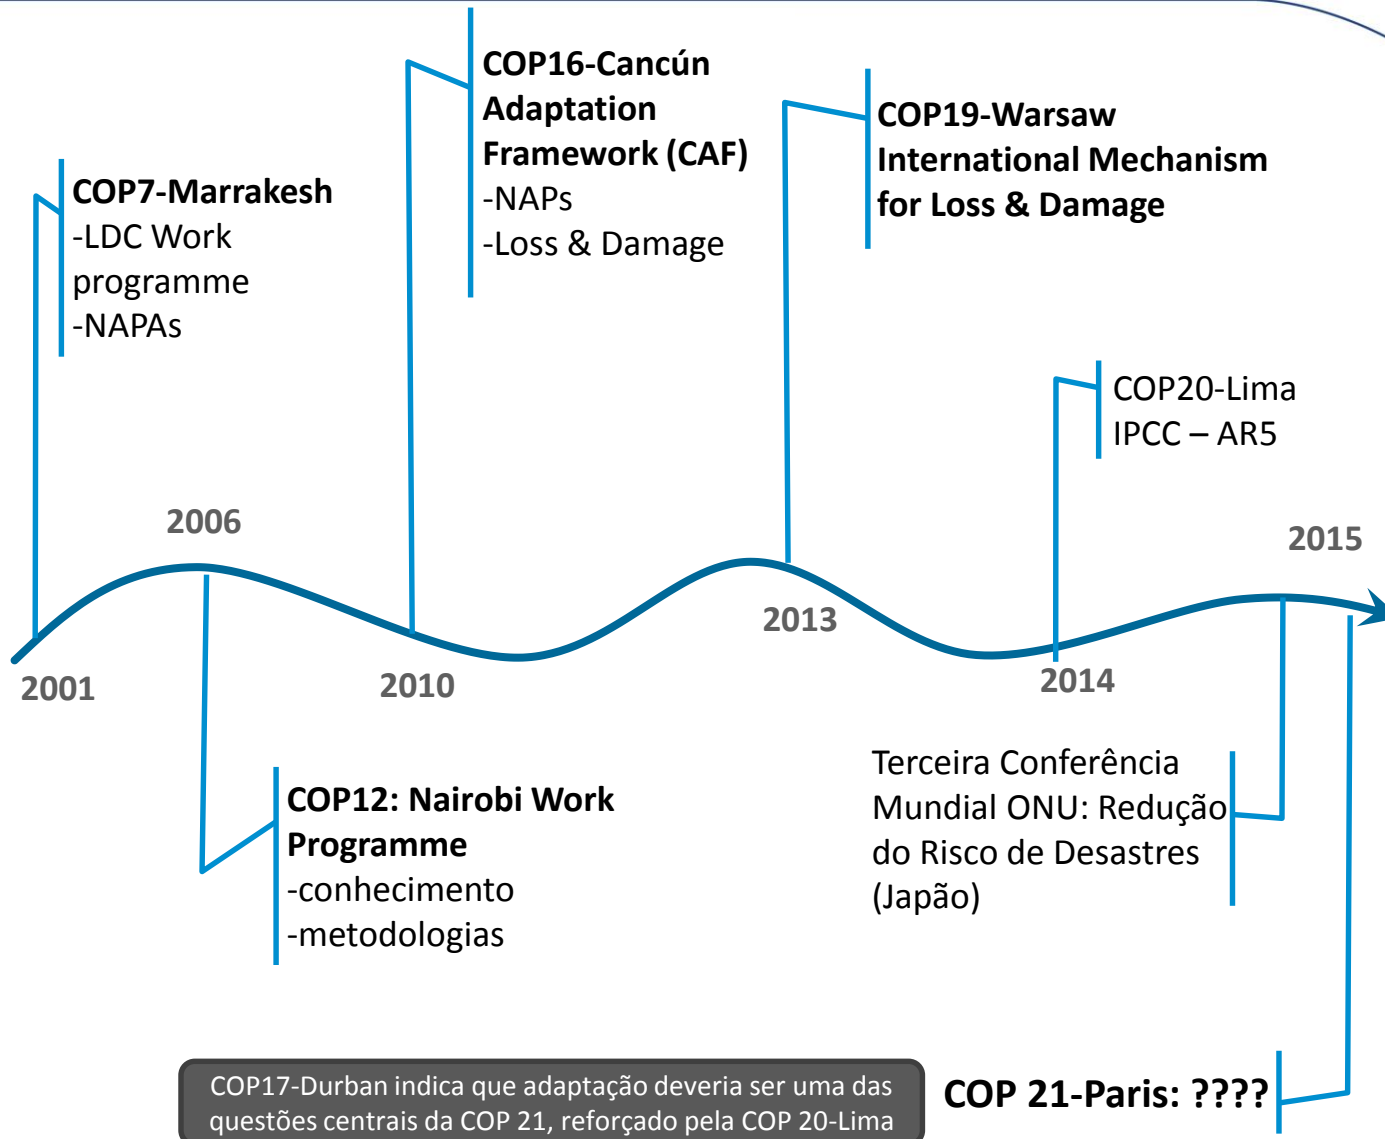 COP16-Cancún
Adaptation
Framework (CAF)
-NAPs
-Loss & Damage
COP19-Warsaw
International Mechanism
for Loss & Damage
COP7-Marrakesh
-LDC Work
programme
-NAPAs
COP20-Lima
IPCC – AR5
2006
2015
2013
2001
2010
2014
COP12: Nairobi Work
Programme
-conhecimento
-metodologias
Terceira Conferência
Mundial ONU: Redução
do Risco de Desastres
(Japão)
COP17-Durban indica que adaptação deveria ser uma das
questões centrais da COP 21, reforçado pela COP 20-Lima
COP 21-Paris: ????